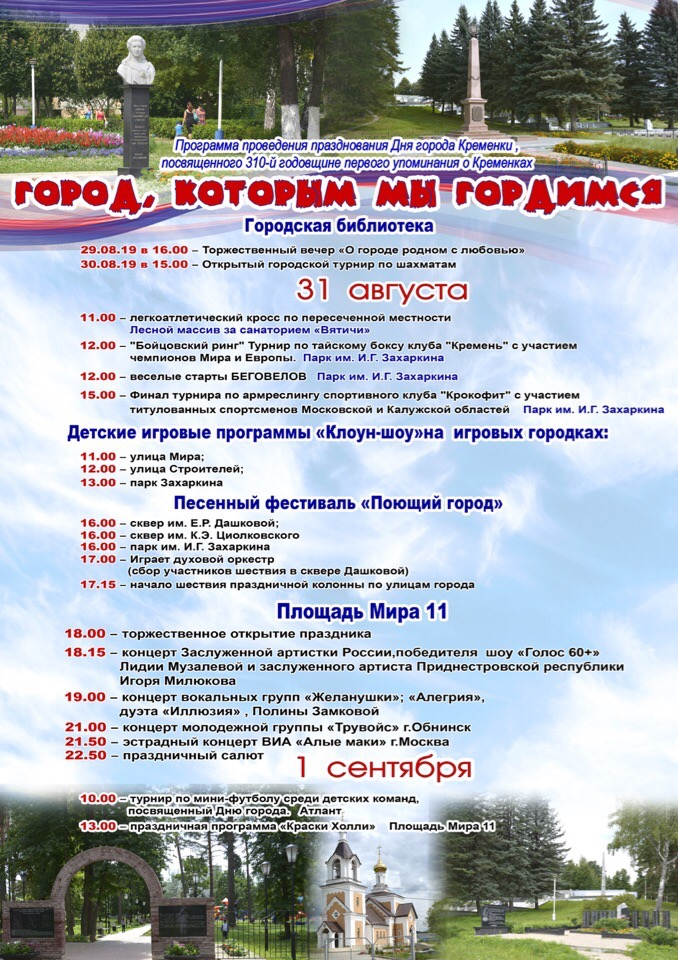 Программа проведения празднования Дня города Кременки ,
посвященного 310-й годовщине первого упоминания о Кременках
ГОРОД, КОТОРЫМ МЫ ГОРДИМСЯ
Городская библиотека
29.08.19 в 16.00 – Торжественный вечер «О городе родном с любовью»
30.08.19 в 15.00 – Открытый городской турнир по шахматам
31 августа
11.00 – легкоатлетический кросс по пересеченной местности
Лесной массив за санаторием «Вятичи»
12.00 – "Бойцовский ринг" Турнир по тайскому боксу клуба "Кремень" с участием
чемпионов Мира и Европы. Парк им. И.Г. Захаркина
12.00 – веселые старты БЕГОВЕЛОВ Парк им. И.Г. Захаркина
15.00 – Финал турнира по армреслингу спортивного клуба "Крокофит" с участием
титулованных спортсменов Московской и Калужской областей Парк им. И.Г. Захаркина
Детские игровые программы «Клоун-шоу»на игровых городках:
11.00 – улица Мира;
12.00 – улица Строителей;
13.00 – парк Захаркина
Песенный фестиваль «Поющий город»
16.00 – сквер им. Е.Р. Дашковой;
16.00 – сквер им. К.Э. Циолковского
16.00 – парк им. И.Г. Захаркина
17.00 – Играет духовой оркестр
(сбор участников шествия в сквере Дашковой)
17.15 – начало шествия праздничной колонны по улицам города
Площадь Мира 11
18.00 – торжественное открытие праздника
18.15 – концерт Заслуженной артистки России,победителя шоу «Голос 60+»
Лидии Музалевой и заслуженного артиста Приднестровской республики
Игоря Милюкова
19.00 – концерт вокальных групп «Желанушки»; «Алегрия»,
дуэта «Иллюзия» , Полины Замковой
21.00 – концерт молодежной группы «Трувойс» г.Обнинск
21.50 – эстрадный концерт ВИА «Алые маки» г.Москва
22.50 – праздничный салют
1 сентября
10.00 – турнир по мини-футболу среди детских команд,
посвященный Дню города. Атлант
13.00 – праздничная программа «Краски Холли» Площадь Мира 11